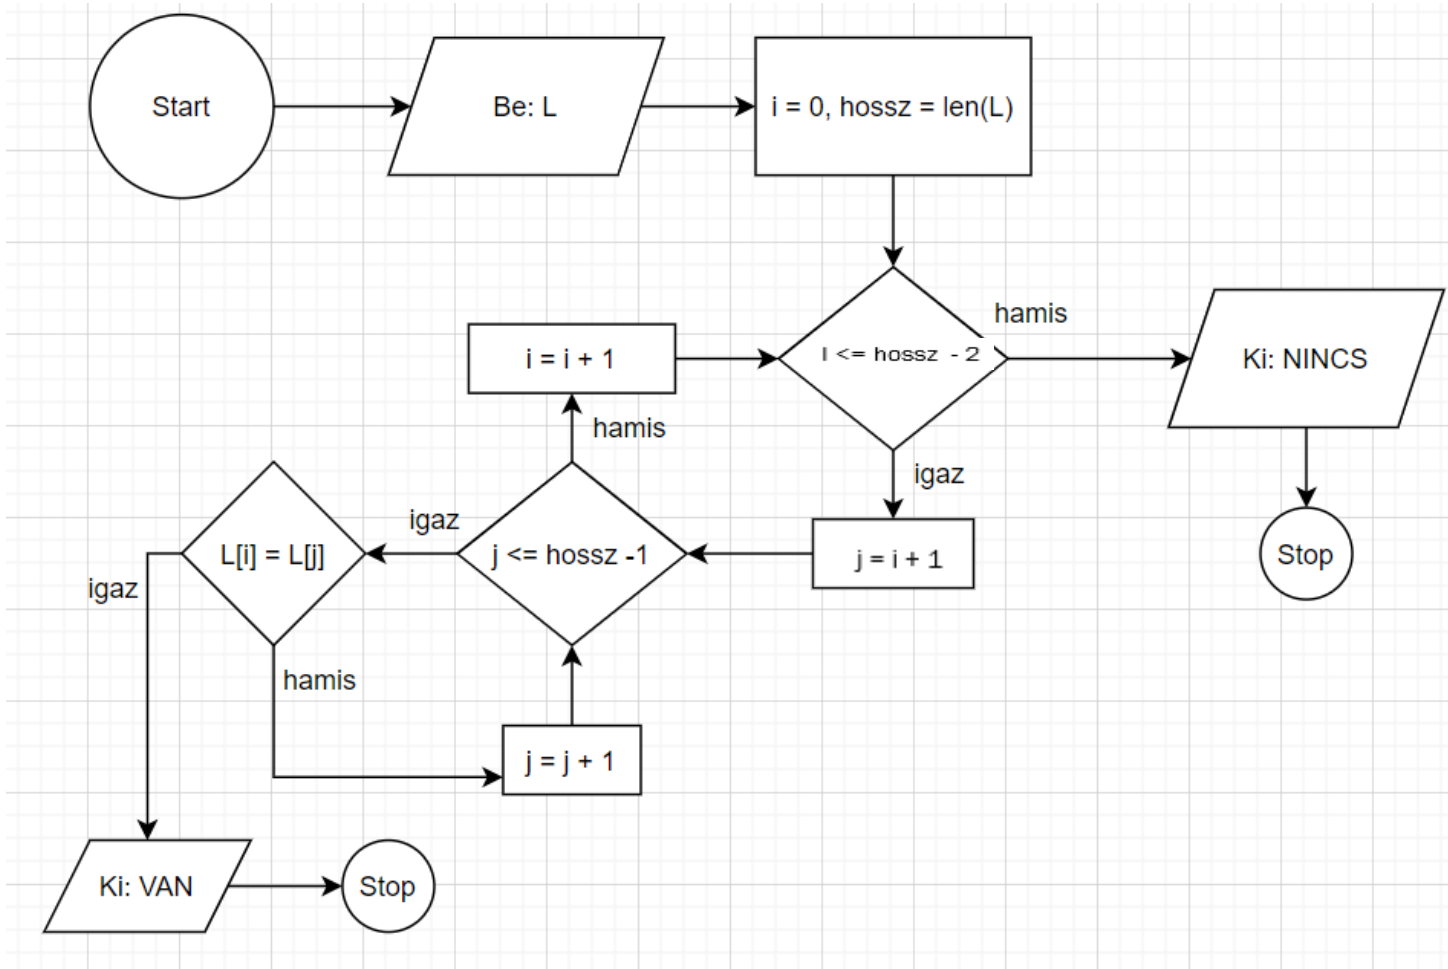 Start
Be: L
i = 0, hossz = len(L)
I <= hossz - 2
hamis
Ki: NINCS
Stop
igaz
j = i + 1
j <= hossz -1
hamis
i = i + 1
igaz
L[i] = L[j]
hamis
j = j + 1
igaz
Ki: VAN
Stop